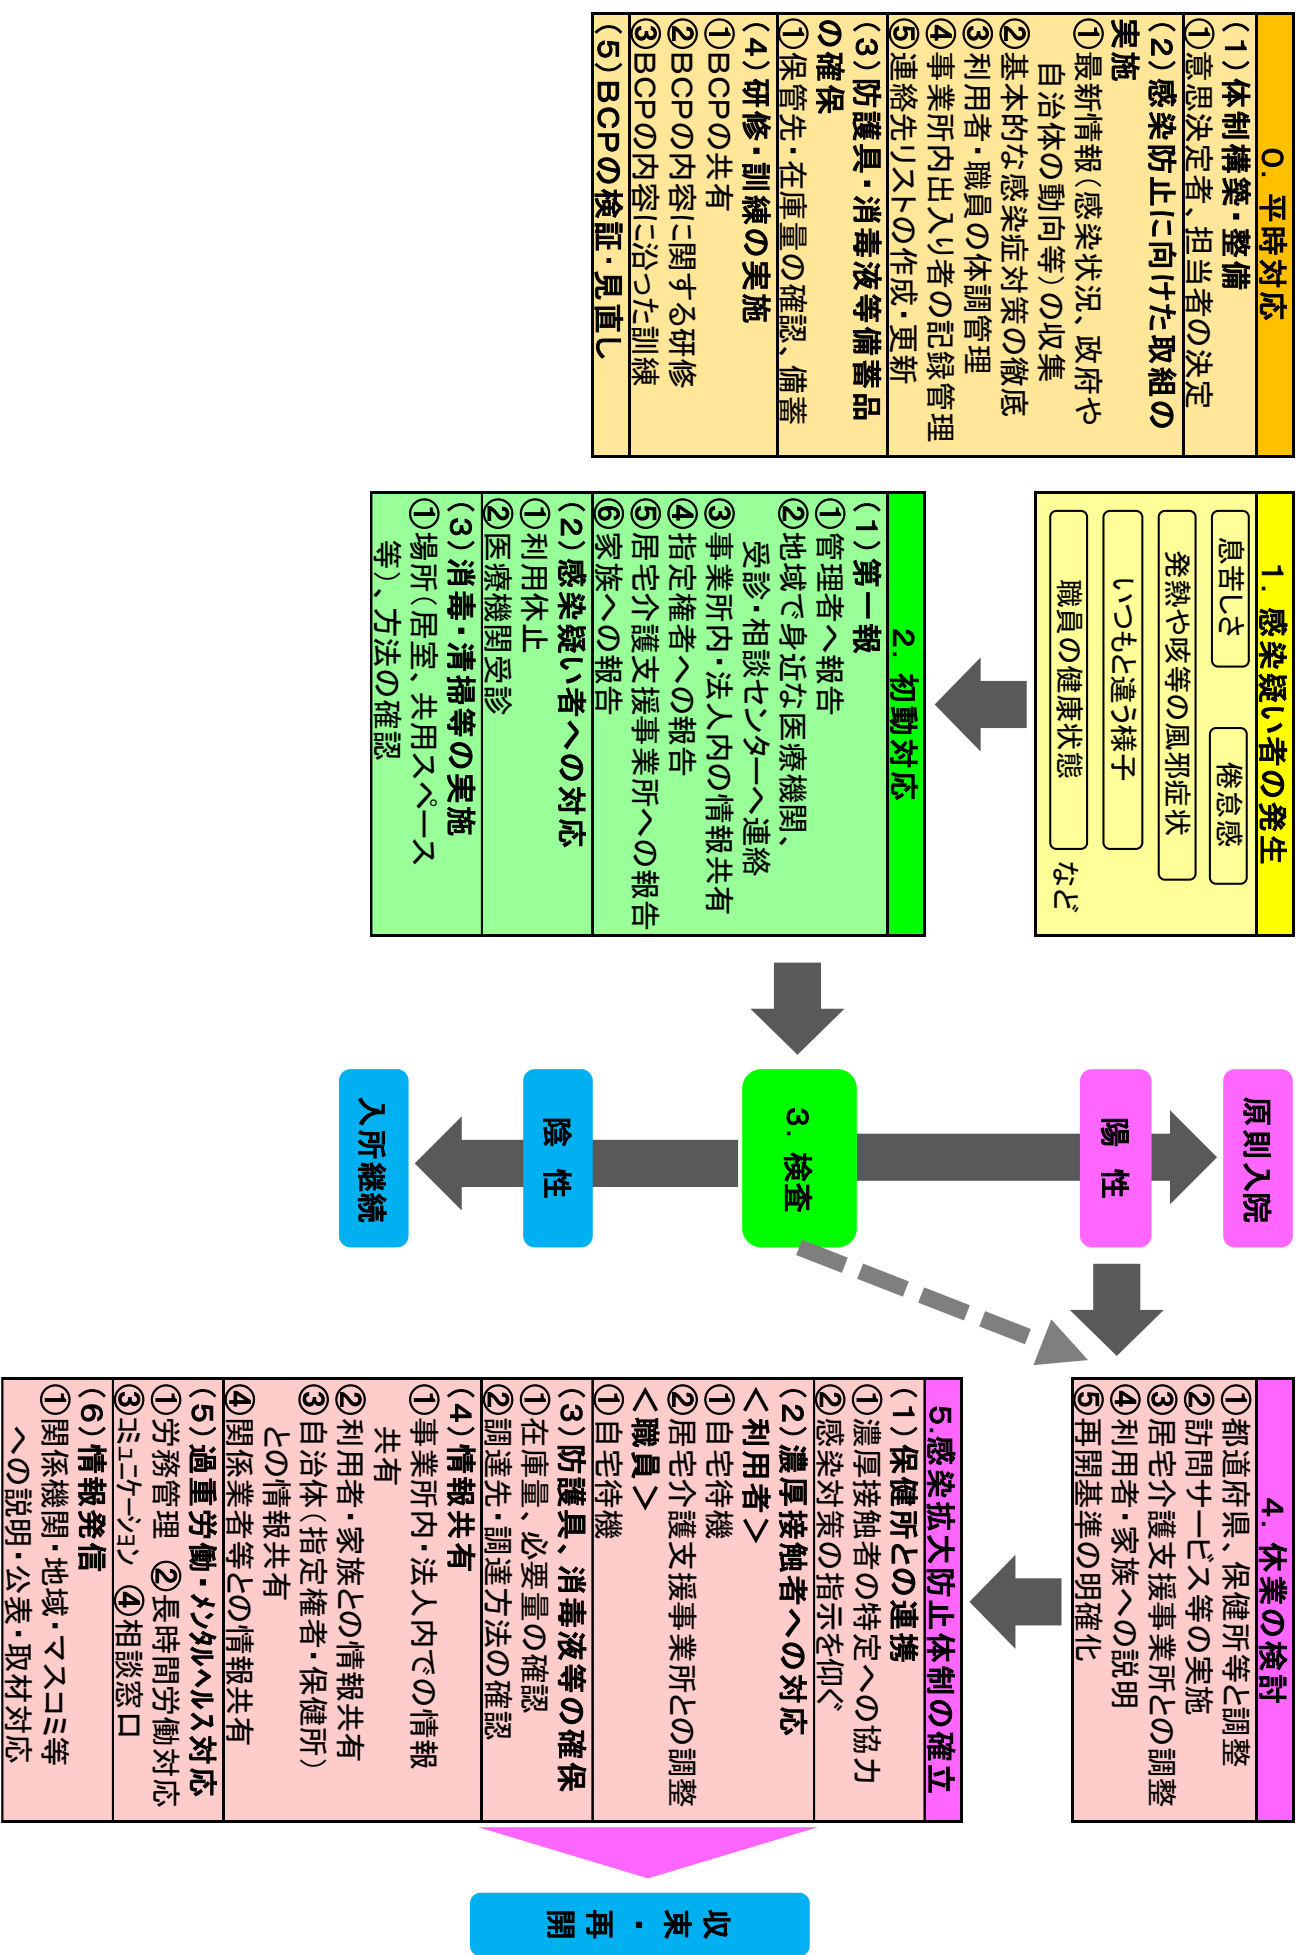 ０．平時対応
（１）体制構築・整備
①意思決定者、担当者の決定
（２）感染防止に向けた取組の
実施
①最新情報（感染状況、政府や
自治体の動向等）の収集
②基本的な感染症対策の徹底
③利用者・職員の体調管理
④事業所内出入り者の記録管理
⑤連絡先リストの作成・更新
（３）防護具・消毒液等備蓄品
の確保
①保管先・在庫量の確認、備蓄
（４）研修・訓練の実施
①ＢＣＰの共有
②ＢＣＰの内容に関する研修
③ＢＣＰの内容に沿った訓練
（５）ＢＣＰの検証・見直し
１．感染疑い者の発生
息苦しさ
倦怠感
発熱や咳等の風邪症状
いつもと違う様子
職員の健康状態
など
２．初動対応
（１）第一報
①管理者へ報告
②地域で身近な医療機関、
受診・相談センターへ連絡
③事業所内・法人内の情報共有
④指定権者への報告
⑤居宅介護支援事業所への報告
⑥家族への報告
（２）感染疑い者への対応
①利用休止
②医療機関受診
（３）消毒・清掃等の実施
①場所（居室、共用スペース
等）、方法の確認
原則入院
陽 性
３．検査
陰 性
入所継続
４．休業の検討
①都道府県、保健所等と調整
②訪問サービス等の実施
③居宅介護支援事業所との調整
④利用者・家族への説明
⑤再開基準の明確化
５.感染拡大防止体制の確立
（１）保健所との連携
①濃厚接触者の特定への協力
②感染対策の指示を仰ぐ
（２）濃厚接触者への対応
＜利用者＞
①自宅待機
②居宅介護支援事業所との調整
＜職員＞
①自宅待機
（３）防護具、消毒液等の確保
①在庫量、必要量の確認
②調達先・調達方法の確認
（４）情報共有
①事業所内・法人内での情報
共有
②利用者・家族との情報共有
③自治体（指定権者・保健所）
との情報共有
④関係業者等との情報共有
（５）過重労働・ﾒﾝﾀﾙﾍﾙｽ対応
①労務管理　②長時間労働対応
③ｺﾐｭﾆｹｰｼｮﾝ　④相談窓口
（６）情報発信
①関係機関・地域・マスコミ等
への説明・公表・取材対応
収束・再
開